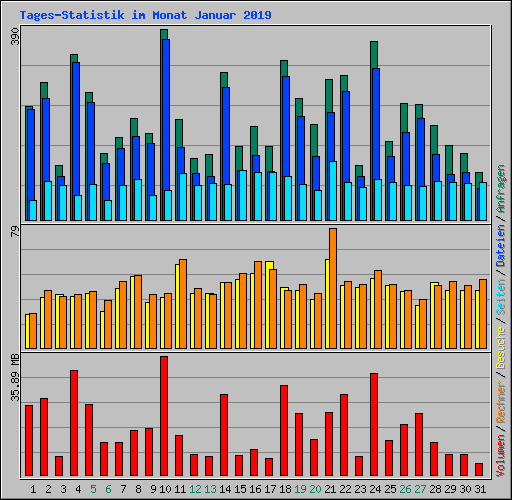 Tages-Statistik im Monat Januar 2019
390
79
35.89 MB
Volumen / Rechner / Besuche / Seiten / Dateien / Anfragen
1 2 3 4 5 6 7 8 9 10 11 12 13 14 15 16 17 18 19 20 21 22 23 24 25 26 27 28 29 30 31